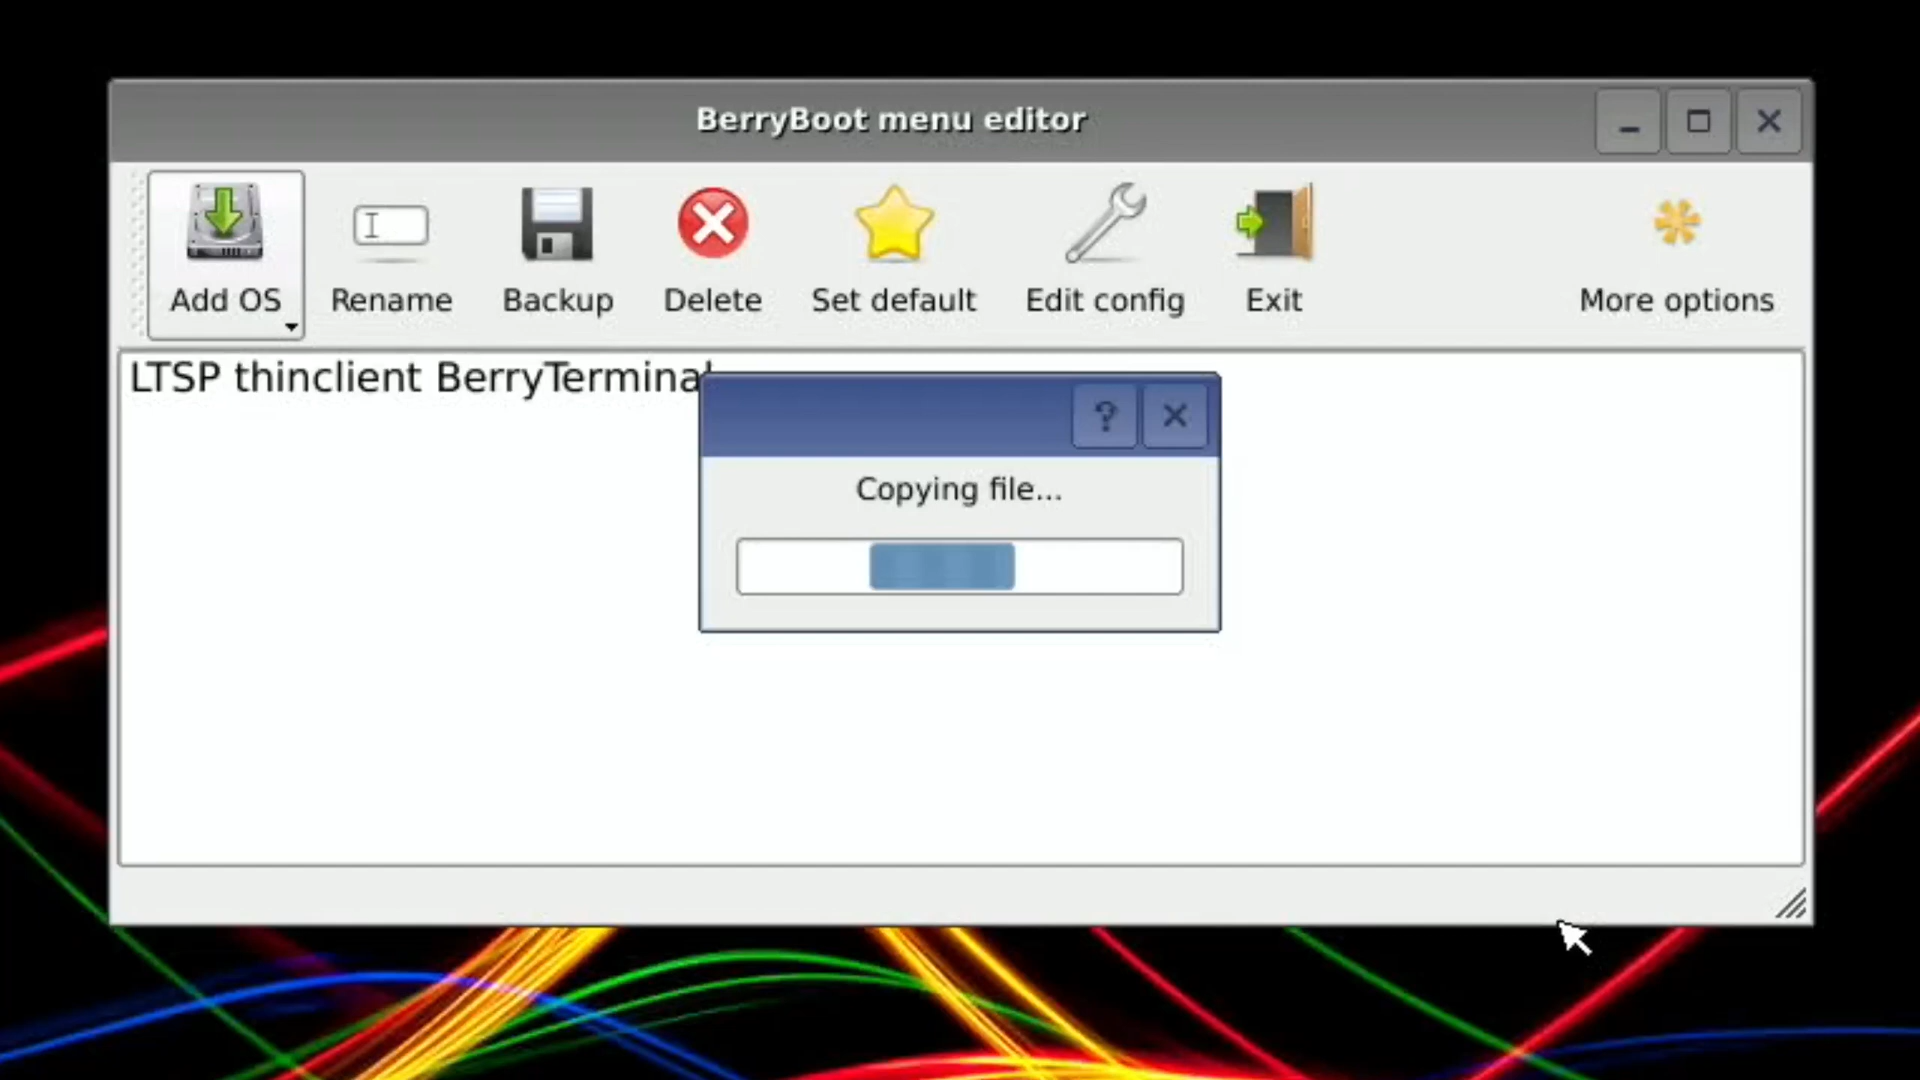 BerryBoot menu editor
Add OS
Rename
Backup
Delete
Set default
Edit config
Exit
More options
LTSP thinclient BerryTerminal
Copying file...